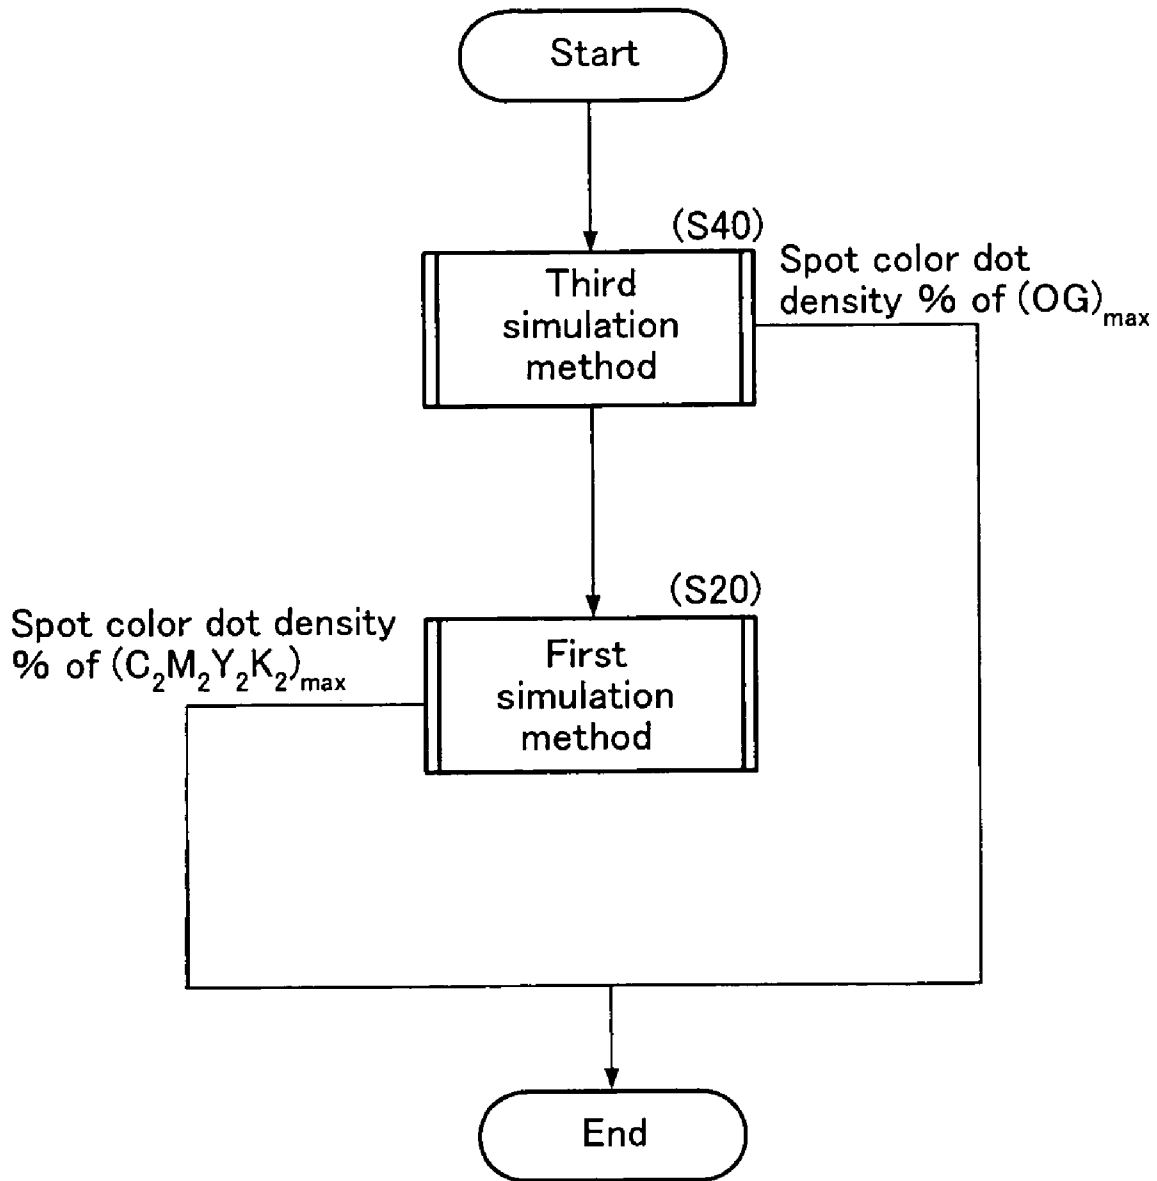 Start
(S40)
Third
simulation
method
Spot color dot
density % of (OG)max
(S20)
Spot color dot density
% of (C2M2Y2K2)max
First
simulation
method
End